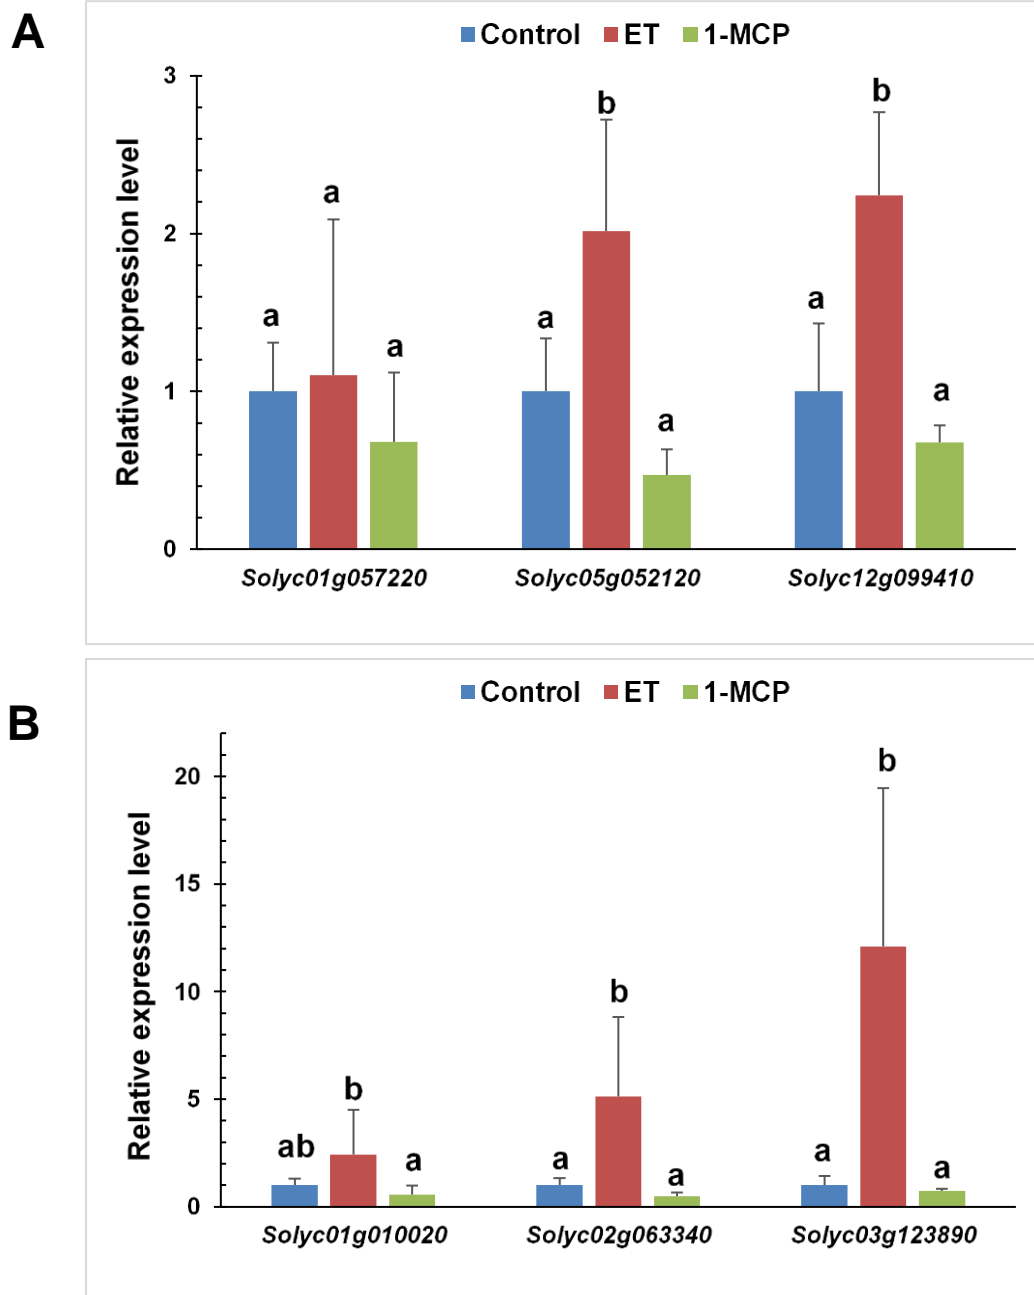 A
Control ET 1-MCP
3
b
b
a
2
a
a
a
a
a
a
1
0
Relative expression level
Solyc01g057220 Solyc05g052120 Solyc12g099410
B
Control ET 1-MCP
20
b
15
10
b
5
b
ab
a
a
a
a
a
0
Relative expression level
Solyc01g010020 Solyc02g063340 Solyc03g123890